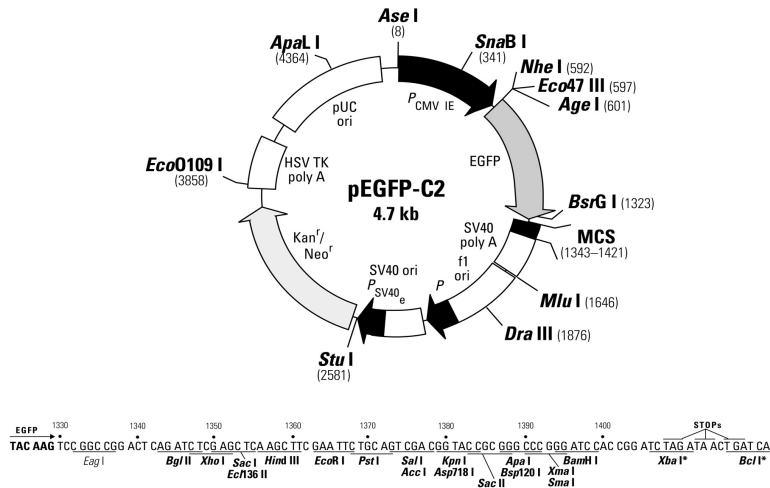 Ase I
(8)
ApaL I
(4364)
SnaB I
(341)
Nhe I (592)
Eco47 III (597)
Age I (601)
PCMV IE
pUC
ori
EGFP
EcoO109 I
(3858)
HSV TK
poly A
pEGFP-C2
4.7 kb
BsrG I (1323)
MCS
(1343–1421)
SV40
poly A
Kanr/
Neor
f1
ori
SV40 ori
PSV40e
P
Mlu I (1646)
Dra III (1876)
Stu I
(2581)
EGFP 1330 1340 1350 1360 1370 1380 1390 1400 STOPs
TAC AAG TCC GGC CGG ACT CAG ATC TCG AGC TCA AGC TTC GAA TTC TGC AGT CGA CGG TAC CGC GGG CCC GGG ATC CAC CGG ATC TAG ATA ACT GAT CA
Eag I Bgl II Xho I Sac I Hind III EcoR I Pst I Sal I Kpn I Apa I Xma I BamH I Xba I* Bcl I*
Ecl136 II Acc I Asp718 I Sac II Bsp120 I Sma I